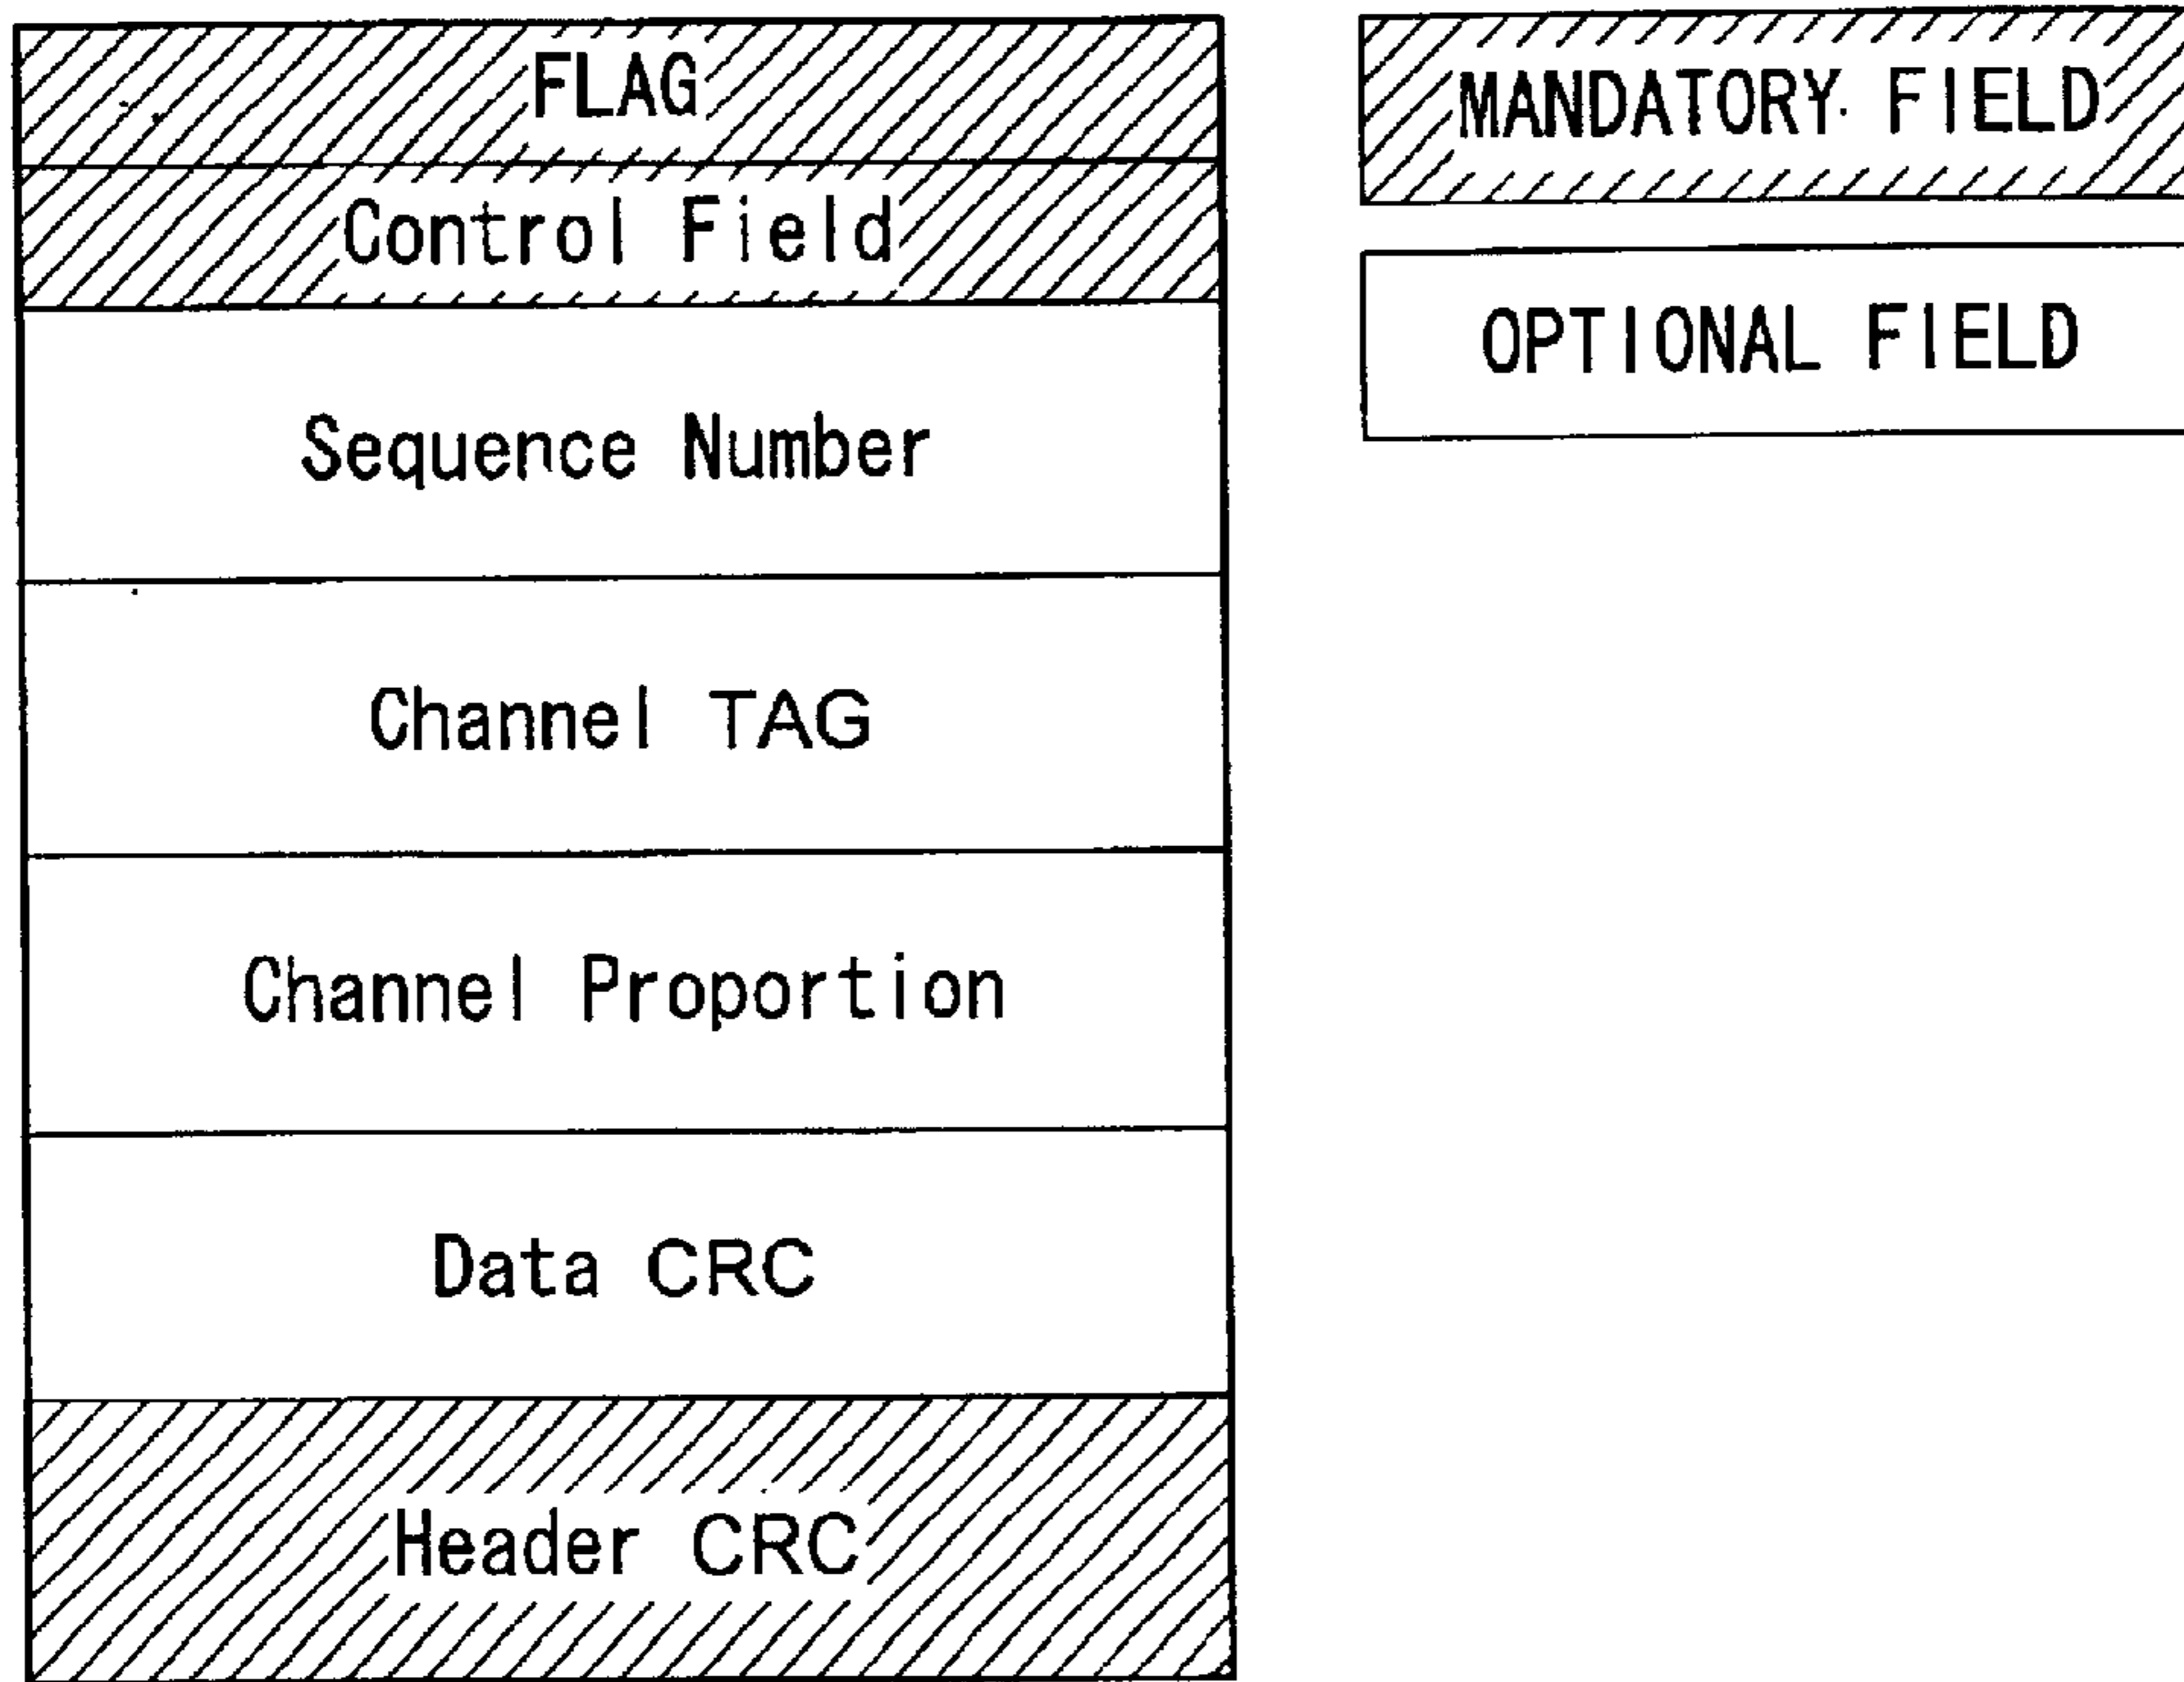 FLAG
Control Field
Sequence Number
Channel TAG
Channel Proportion
Data CRC
Header CRC
MANDATORY FIELD
OPTIONAL FIELD